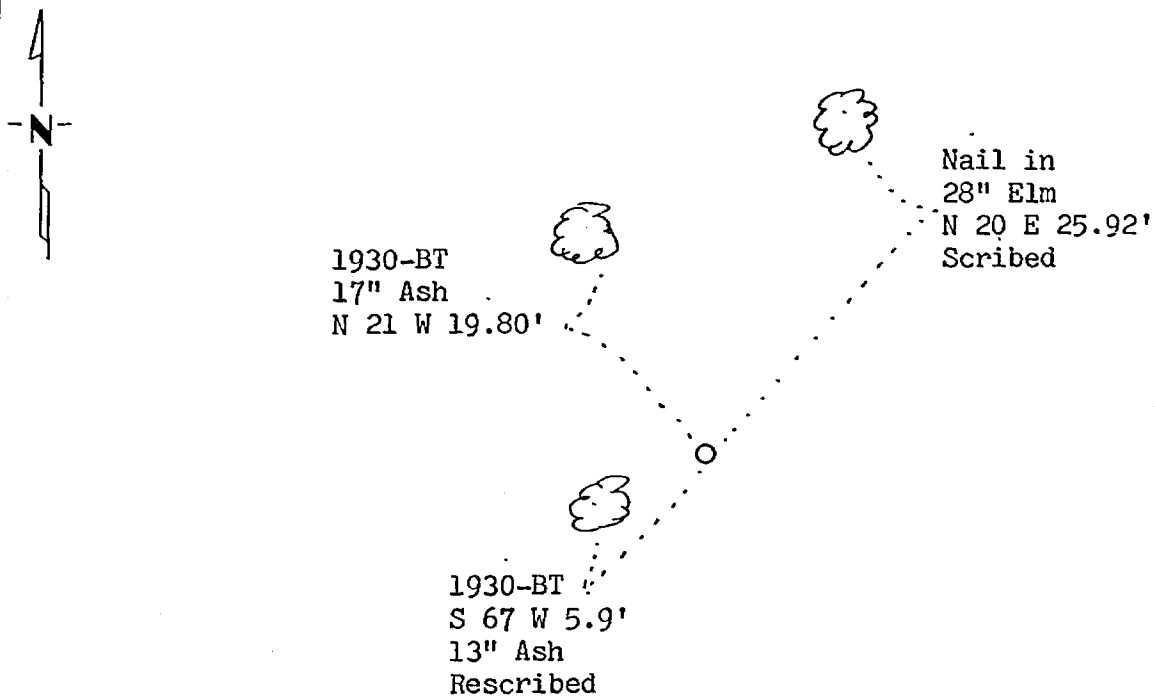 -N-
Nail in
28" Elm
N 20 E 25.92'
Scribed
1930-BT
17" Ash
N 21 W 19.80'
1930-BT
S 67 W 5.9'
13" Ash
Rescribed